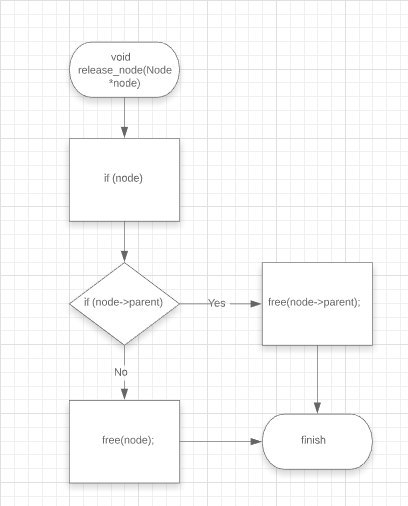 void
release_node(Node
*node)
if (node)
if (node->parent)
Yes
free(node->parent);
No
free(node);
finish